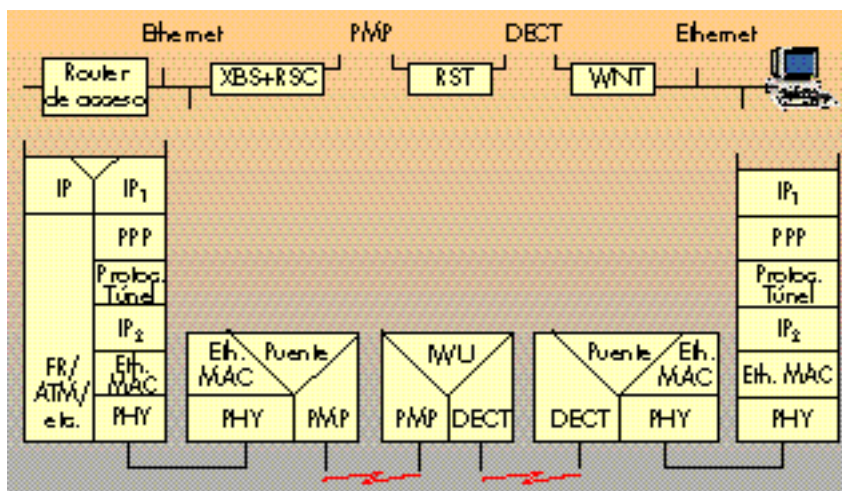 Ethernet PMP DECT Ethernet
Router
de acceso
XBS+RSC
RST
WNT
IP IP₁
PPP
Protoc.
Túnel
IP₂
Eth.
MAC
PHY
FR/
ATM/
etc.
Eth.
MAC
Puente
PHY PMP
IWU
PMP DECT
Puente
Eth.
MAC
DECT PHY
IP₁
PPP
Protoc.
Túnel
IP₂
Eth. MAC
PHY